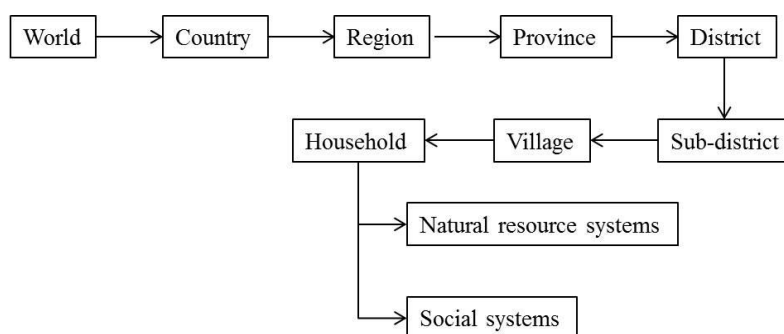 World
Country
Region
Province
District
Sub-district
Village
Household
Natural resource systems
Social systems